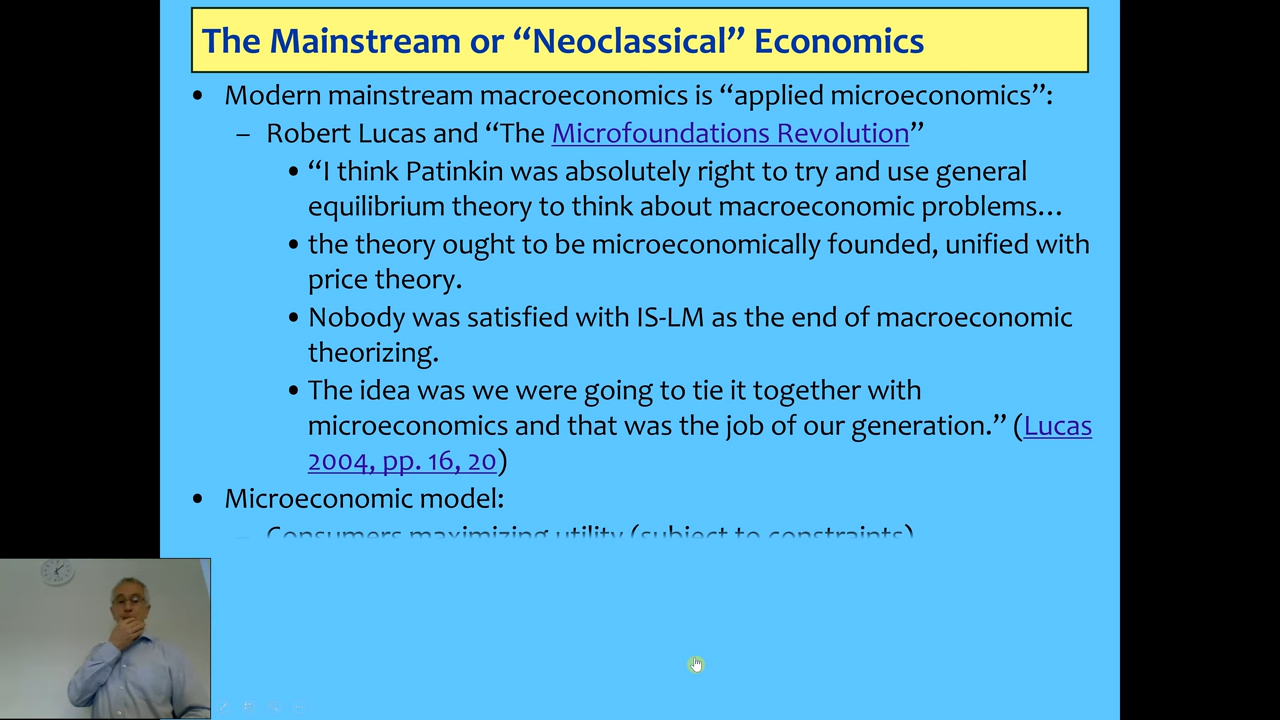 The Mainstream or “Neoclassical” Economics
• Modern mainstream macroeconomics is “applied microeconomics”:
– Robert Lucas and “The Microfoundations Revolution”
• “I think Patinkin was absolutely right to try and use general
equilibrium theory to think about macroeconomic problems…
• the theory ought to be microeconomically founded, unified with
price theory.
• Nobody was satisfied with IS-LM as the end of macroeconomic
theorizing.
• The idea was we were going to tie it together with
microeconomics and that was the job of our generation.” (Lucas
2004, pp. 16, 20)
• Microeconomic model:
– Consumers maximizing utility (subject to constraints)